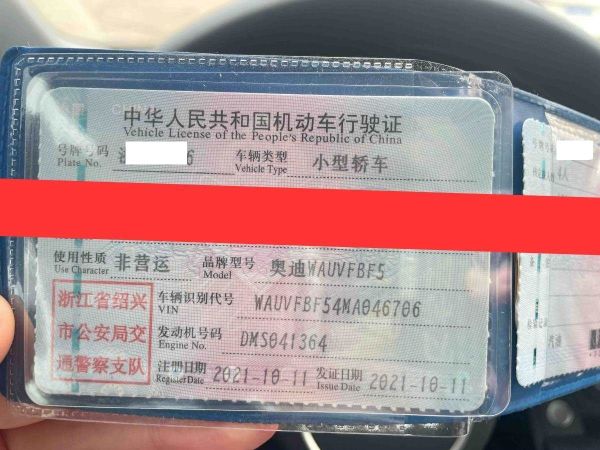 中华人民共和国机动车行驶证
Vehicle License of the People's Republic of China
号牌号码 6 车辆类型 小型轿车
Plate No. Vehicle Type
使用性质 非营运 品牌型号 奥迪WAUVFBF5
Use Character Model
浙江省绍兴
市公安局交
通警察支队
车辆识别代号 WAUVFBF54MA046706
VIN
发动机号码 DMS041364
Engine No.
注册日期 2021-10-11 发证日期 2021-10-11
Register Date Issue Date
4人
汽油